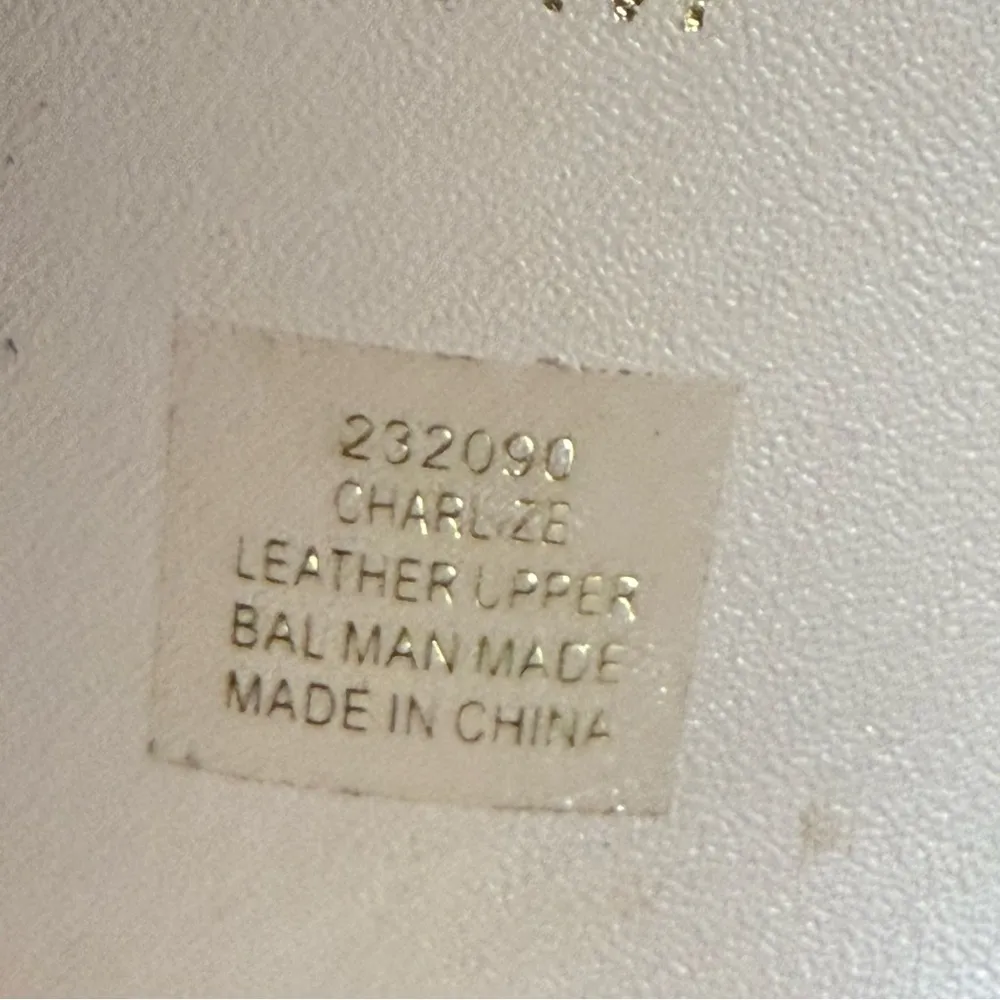 232090
CHARLIZE
LEATHER UPPER
BAL MAN MADE
MADE IN CHINA